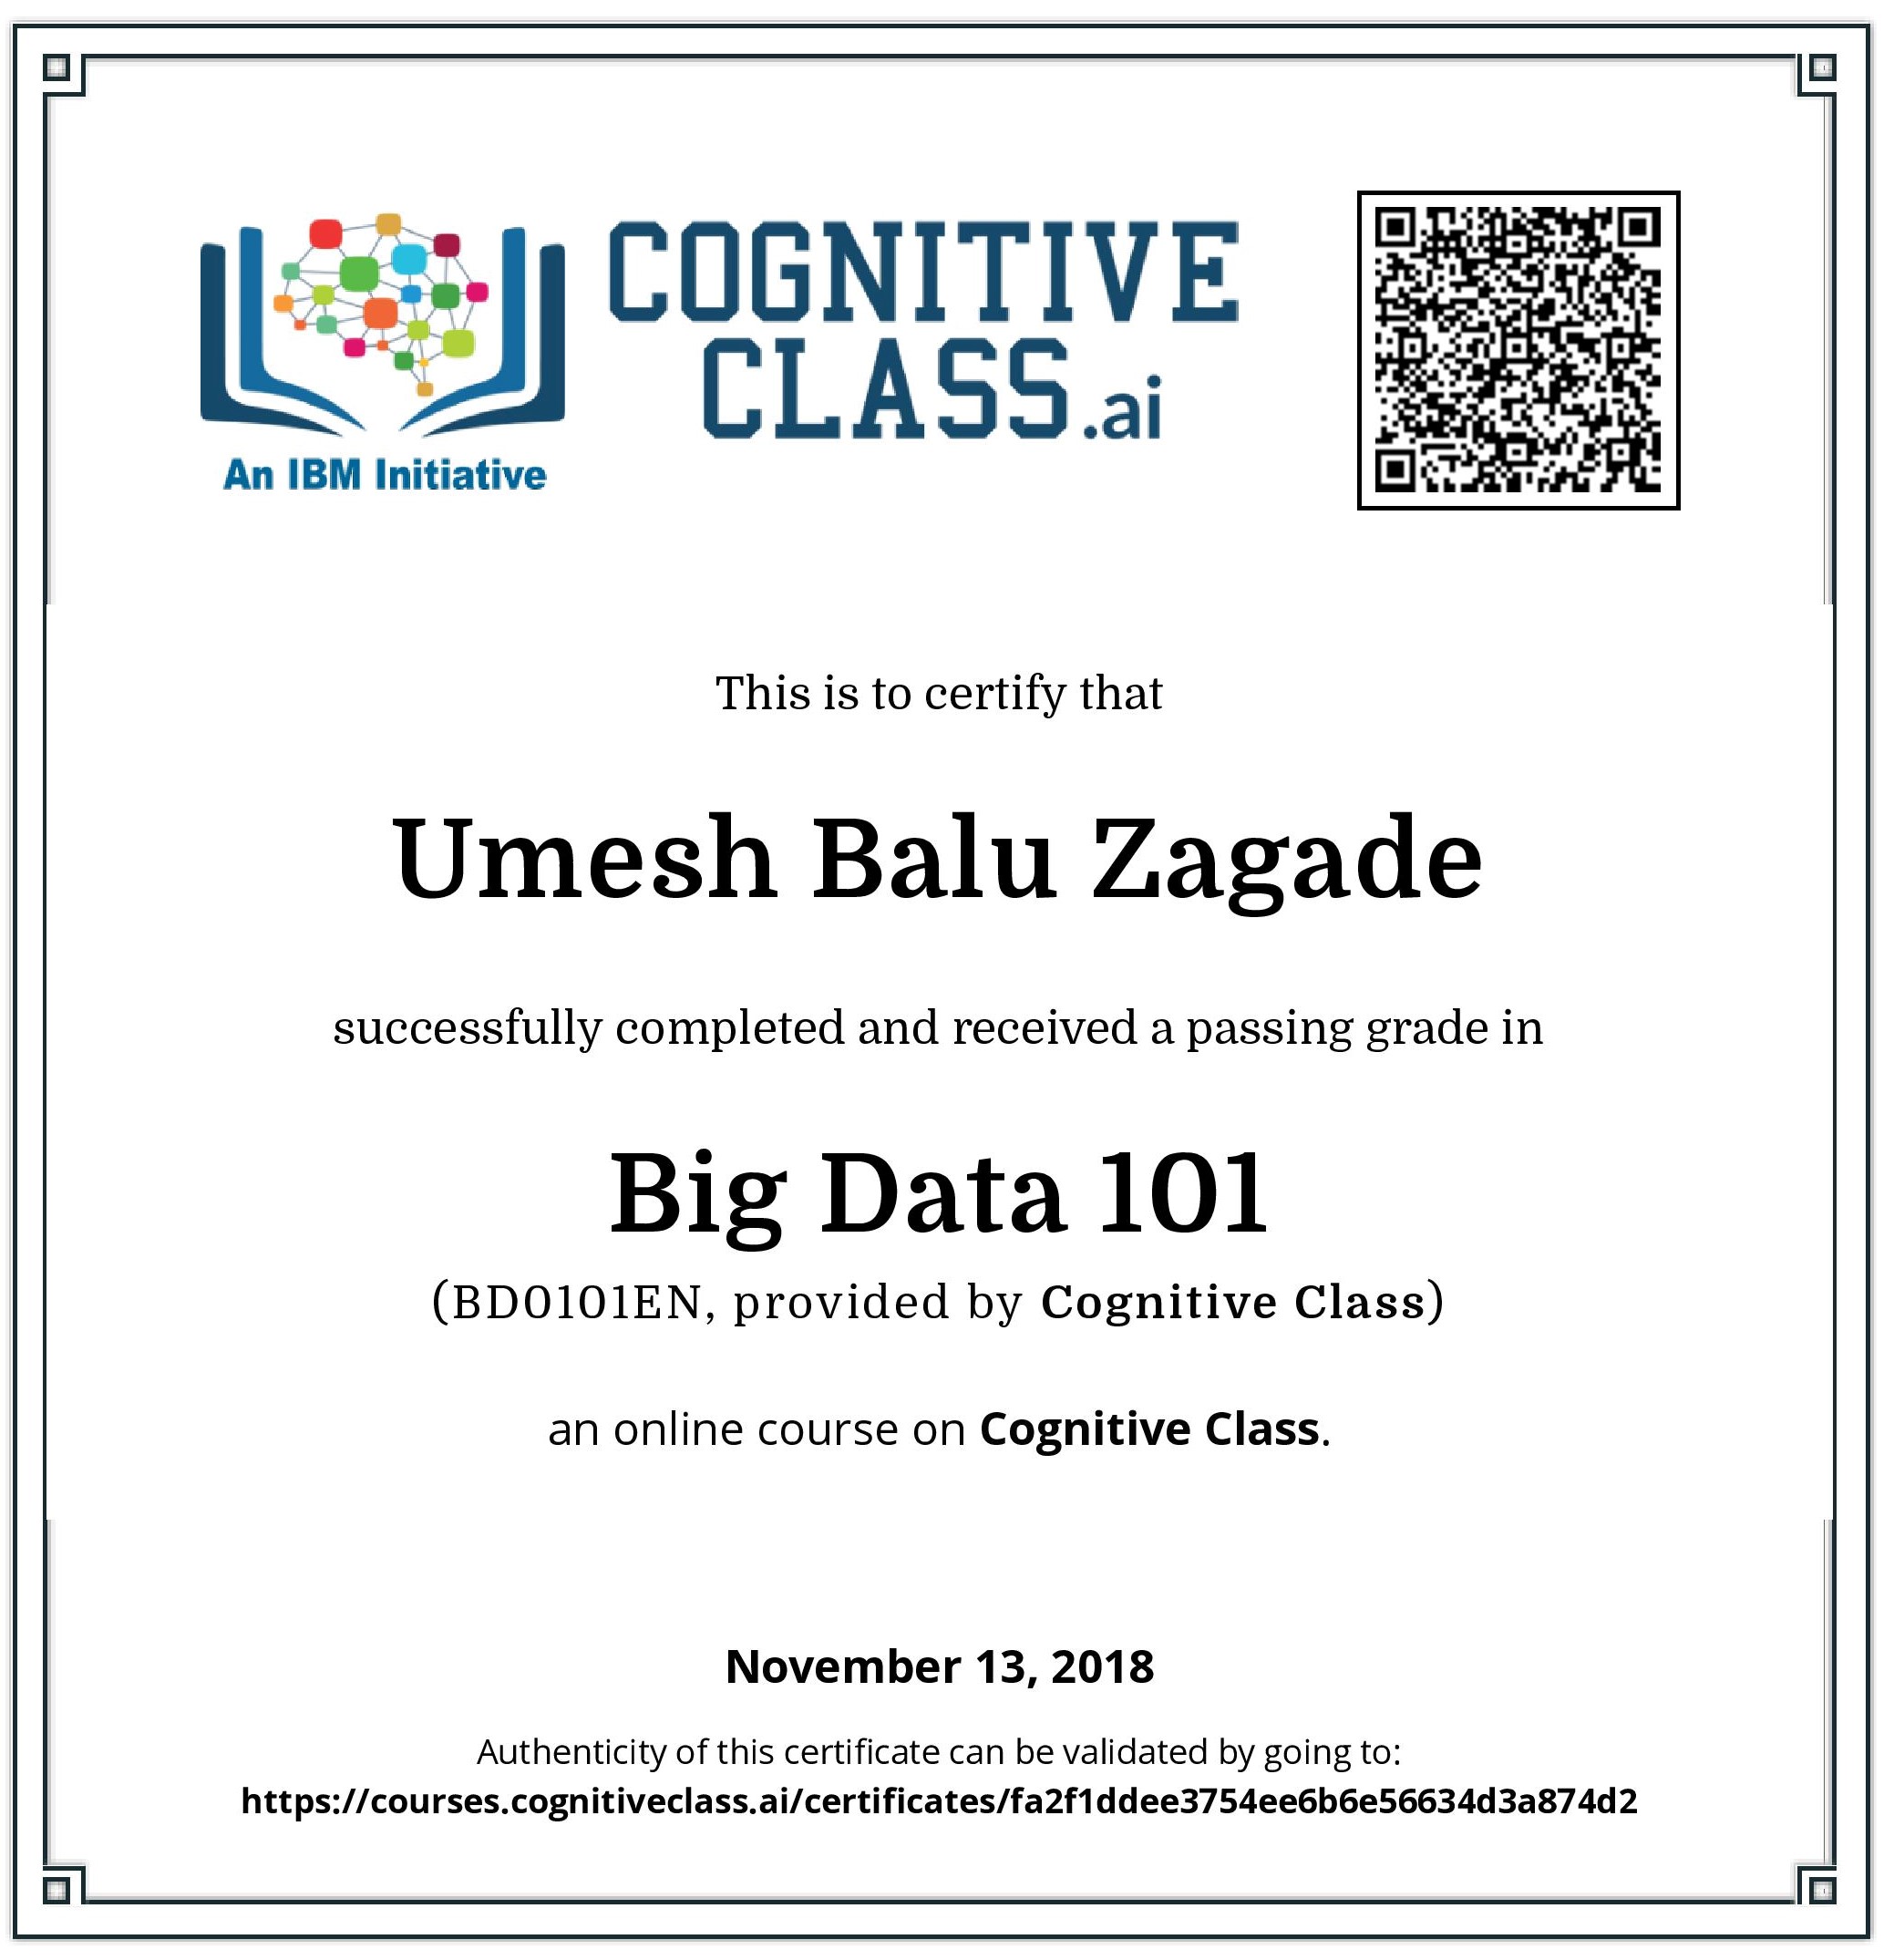 COGNITIVE
CLASS.ai
An IBM Initiative
This is to certify that
Umesh Balu Zagade
successfully completed and received a passing grade in
Big Data 101
(BD0101EN, provided by Cognitive Class)
an online course on Cognitive Class.
November 13, 2018
Authenticity of this certificate can be validated by going to:
https://courses.cognitiveclass.ai/certificates/fa2f1ddee3754ee6b6e56634d3a874d2